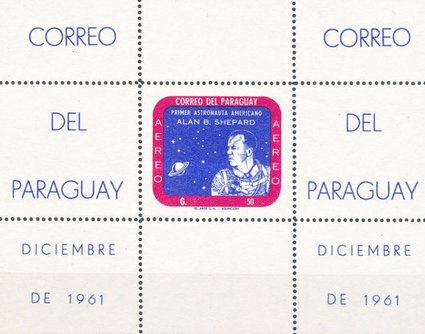 CORREO
DEL
PARAGUAY
DICIEMBRE
DE 1961
CORREO DEL PARAGUAY
PRIMER ASTRONAUTA AMERICANO
ALAN B. SHEPARD
AEREO
AEREO
G. 50
CORREO
DEL
PARAGUAY
DICIEMBRE
DE 1961